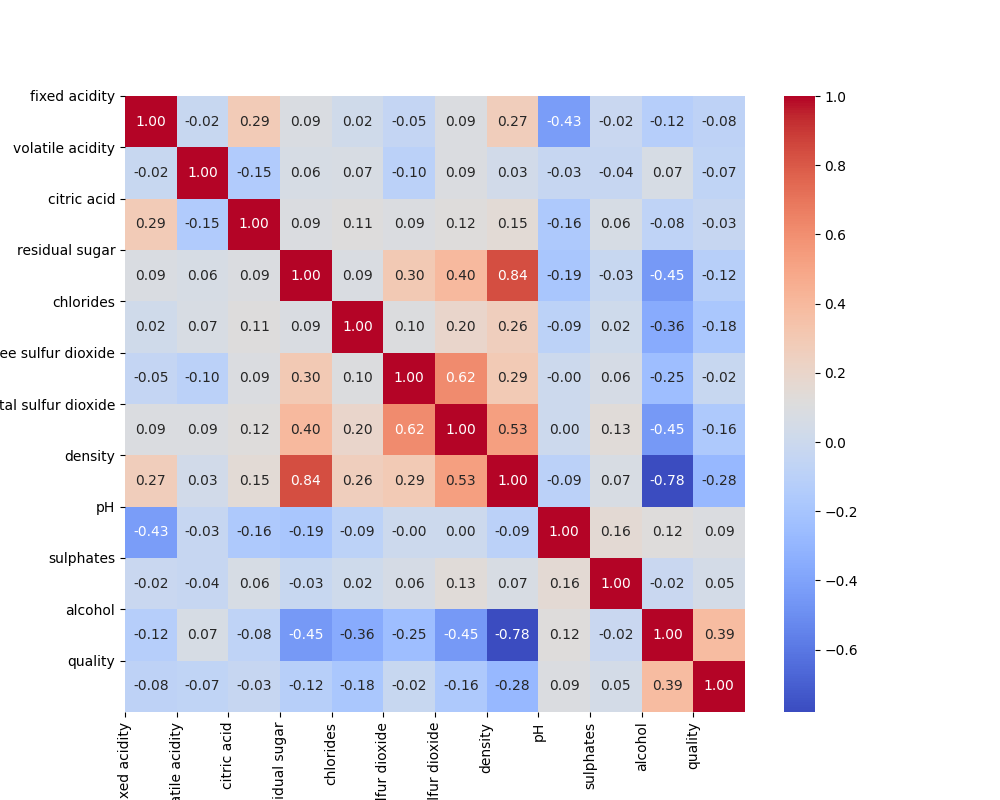 fixed acidity
1.00 -0.02 0.29 0.09 0.02 -0.05 0.09 0.27 -0.43 -0.02 -0.12 -0.08
volatile acidity
-0.02 1.00 -0.15 0.06 0.07 -0.10 0.09 0.03 -0.03 -0.04 0.07 -0.07
citric acid
0.29 -0.15 1.00 0.09 0.11 0.09 0.12 0.15 -0.16 0.06 -0.08 -0.03
residual sugar
0.09 0.06 0.09 1.00 0.09 0.30 0.40 0.84 -0.19 -0.03 -0.45 -0.12
chlorides
0.02 0.07 0.11 0.09 1.00 0.10 0.20 0.26 -0.09 0.02 -0.36 -0.18
ee sulfur dioxide
-0.05 -0.10 0.09 0.30 0.10 1.00 0.62 0.29 -0.00 0.06 -0.25 -0.02
tal sulfur dioxide
0.09 0.09 0.12 0.40 0.20 0.62 1.00 0.53 0.00 0.13 -0.45 -0.16
density
0.27 0.03 0.15 0.84 0.26 0.29 0.53 1.00 -0.09 0.07 -0.78 -0.28
pH
-0.43 -0.03 -0.16 -0.19 -0.09 -0.00 0.00 -0.09 1.00 0.16 0.12 0.09
sulphates
-0.02 -0.04 0.06 -0.03 0.02 0.06 0.13 0.07 0.16 1.00 -0.02 0.05
alcohol
-0.12 0.07 -0.08 -0.45 -0.36 -0.25 -0.45 -0.78 0.12 -0.02 1.00 0.39
quality
-0.08 -0.07 -0.03 -0.12 -0.18 -0.02 -0.16 -0.28 0.09 0.05 0.39 1.00
xed acidity
atile acidity
citric acid
idual sugar
chlorides
lfur dioxide
lfur dioxide
density
pH
sulphates
alcohol
quality
1.0
0.8
0.6
0.4
0.2
0.0
−0.2
−0.4
−0.6